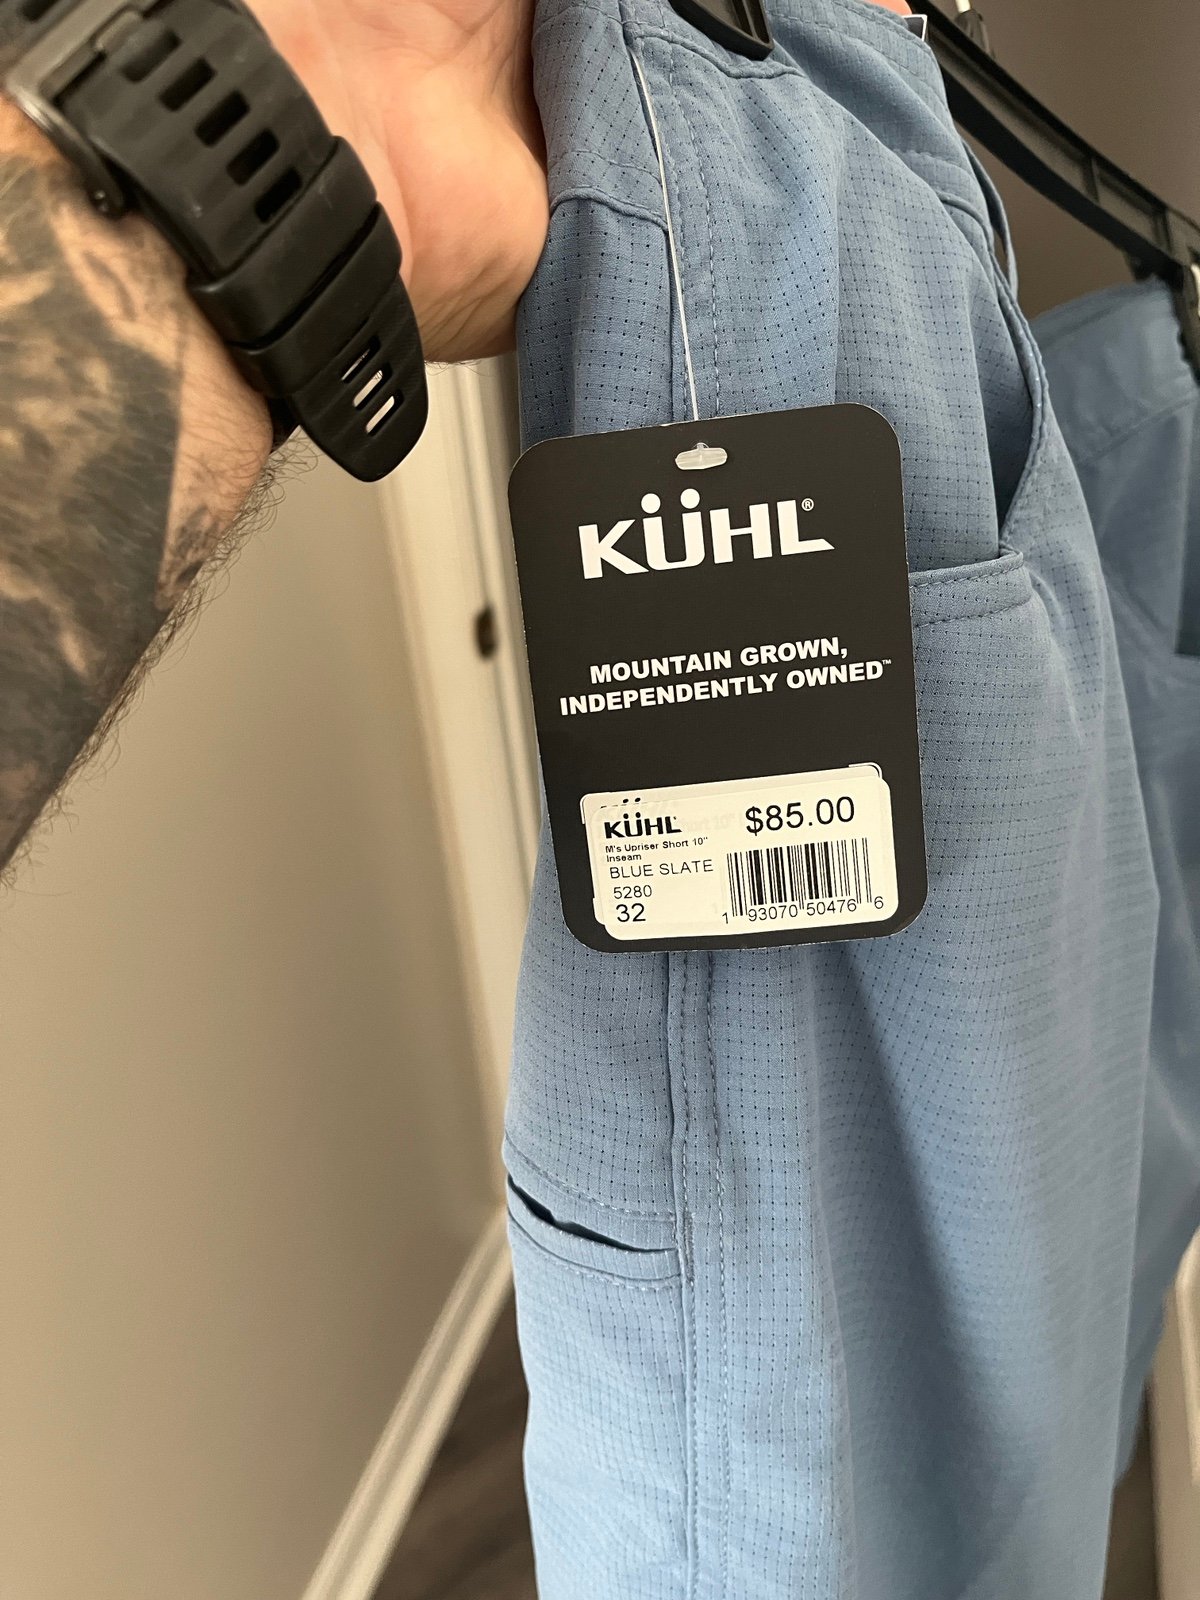 KÜHL®
MOUNTAIN GROWN,
INDEPENDENTLY OWNED™
KÜHL $85.00
M's Upriser Short 10"
Inseam
BLUE SLATE
5280
32
1 93070 50476 6